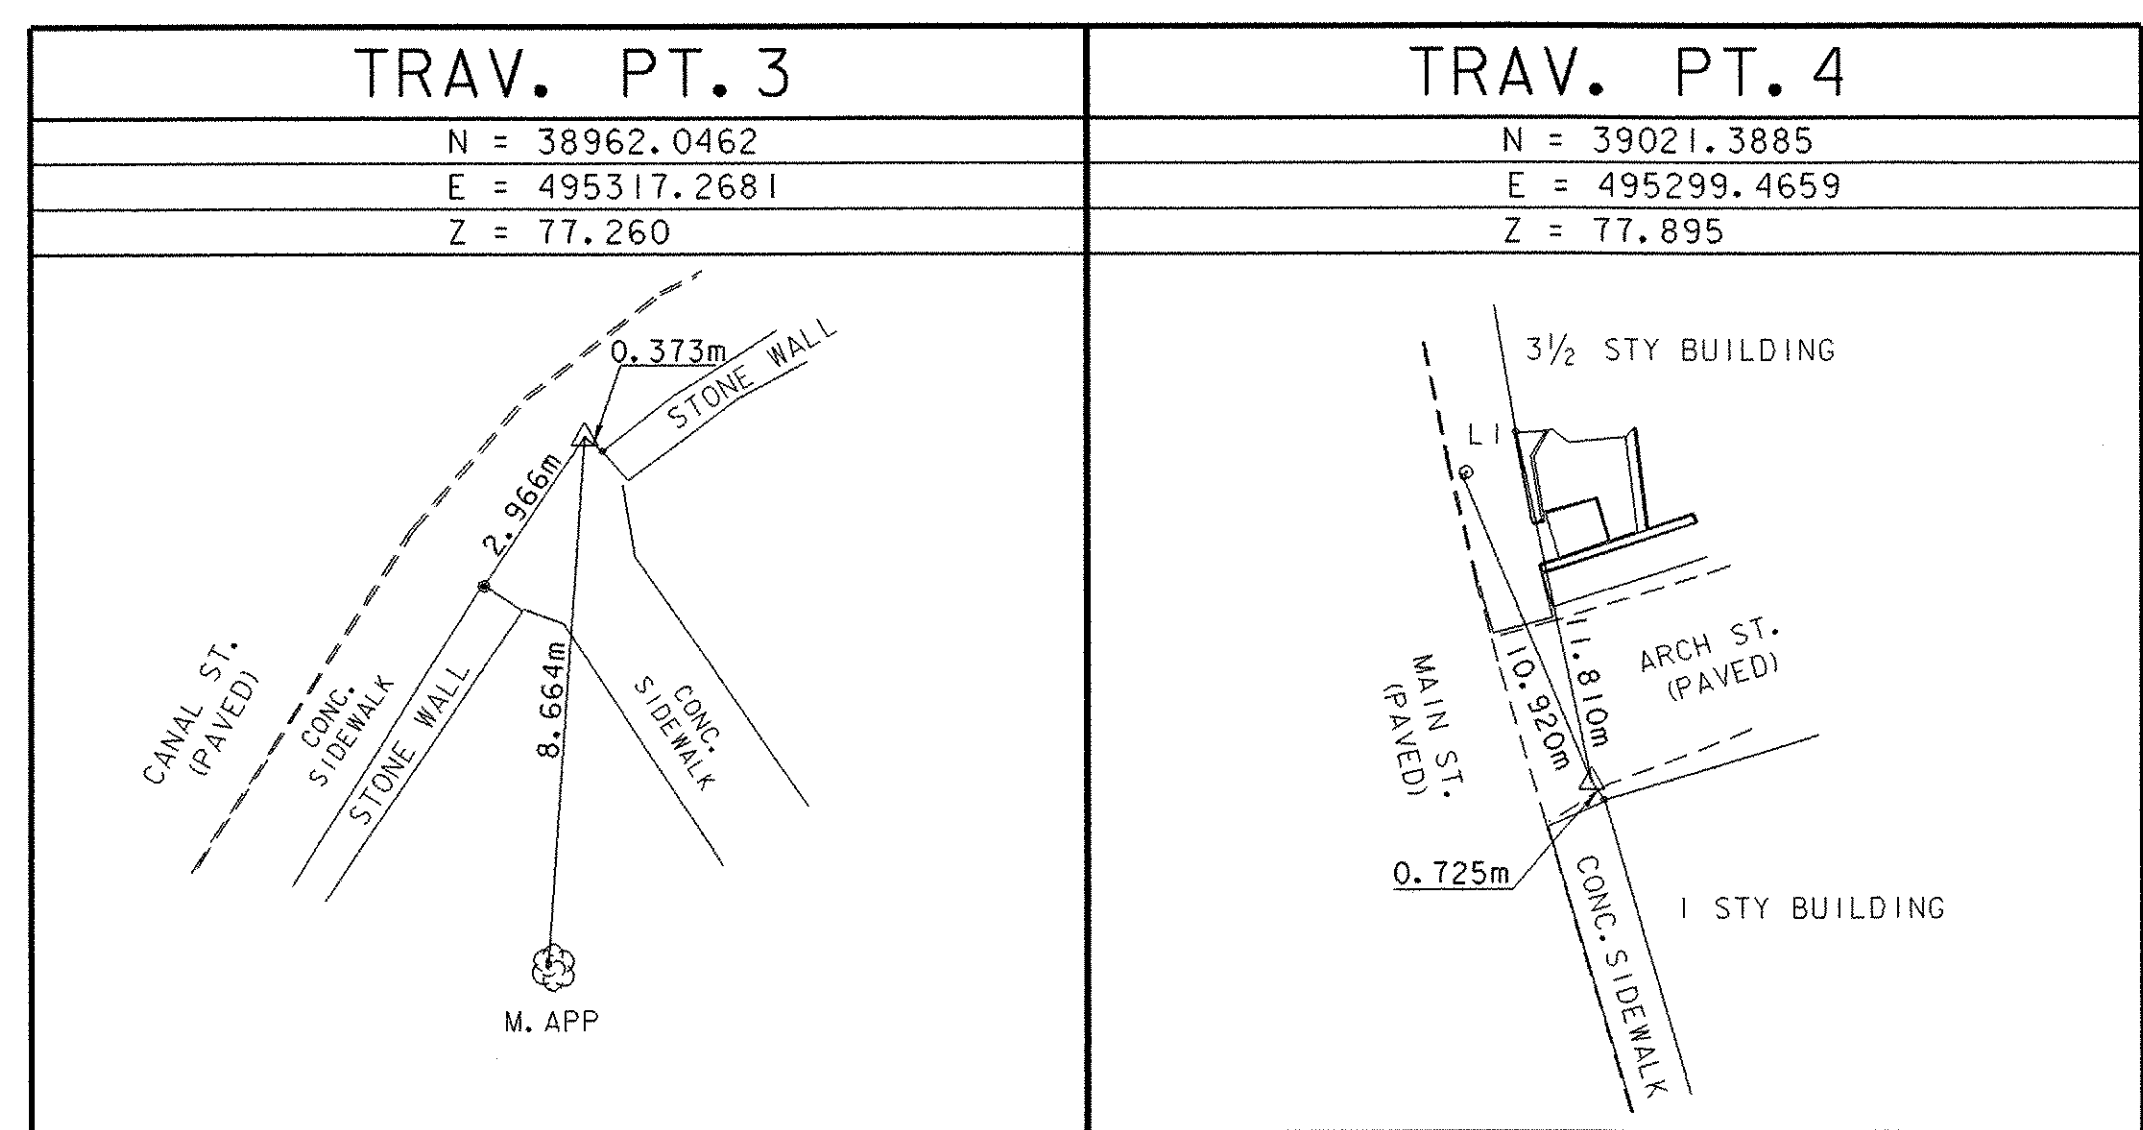 TRAV. PT. 3
N = 38962.0462
E = 495317.2681
Z = 77.260
0.373m
STONE WALL
2.966m
8.664m
CANAL ST.
(PAVED)
CONC.
SIDEWALK
STONE WALL
CONC.
SIDEWALK
M. APP
TRAV. PT. 4
N = 39021.3885
E = 495299.4659
Z = 77.895
3½ STY BUILDING
L1
11.810m
10.920m
ARCH ST.
(PAVED)
MAIN ST.
(PAVED)
0.725m
CONC. SIDEWALK
1 STY BUILDING